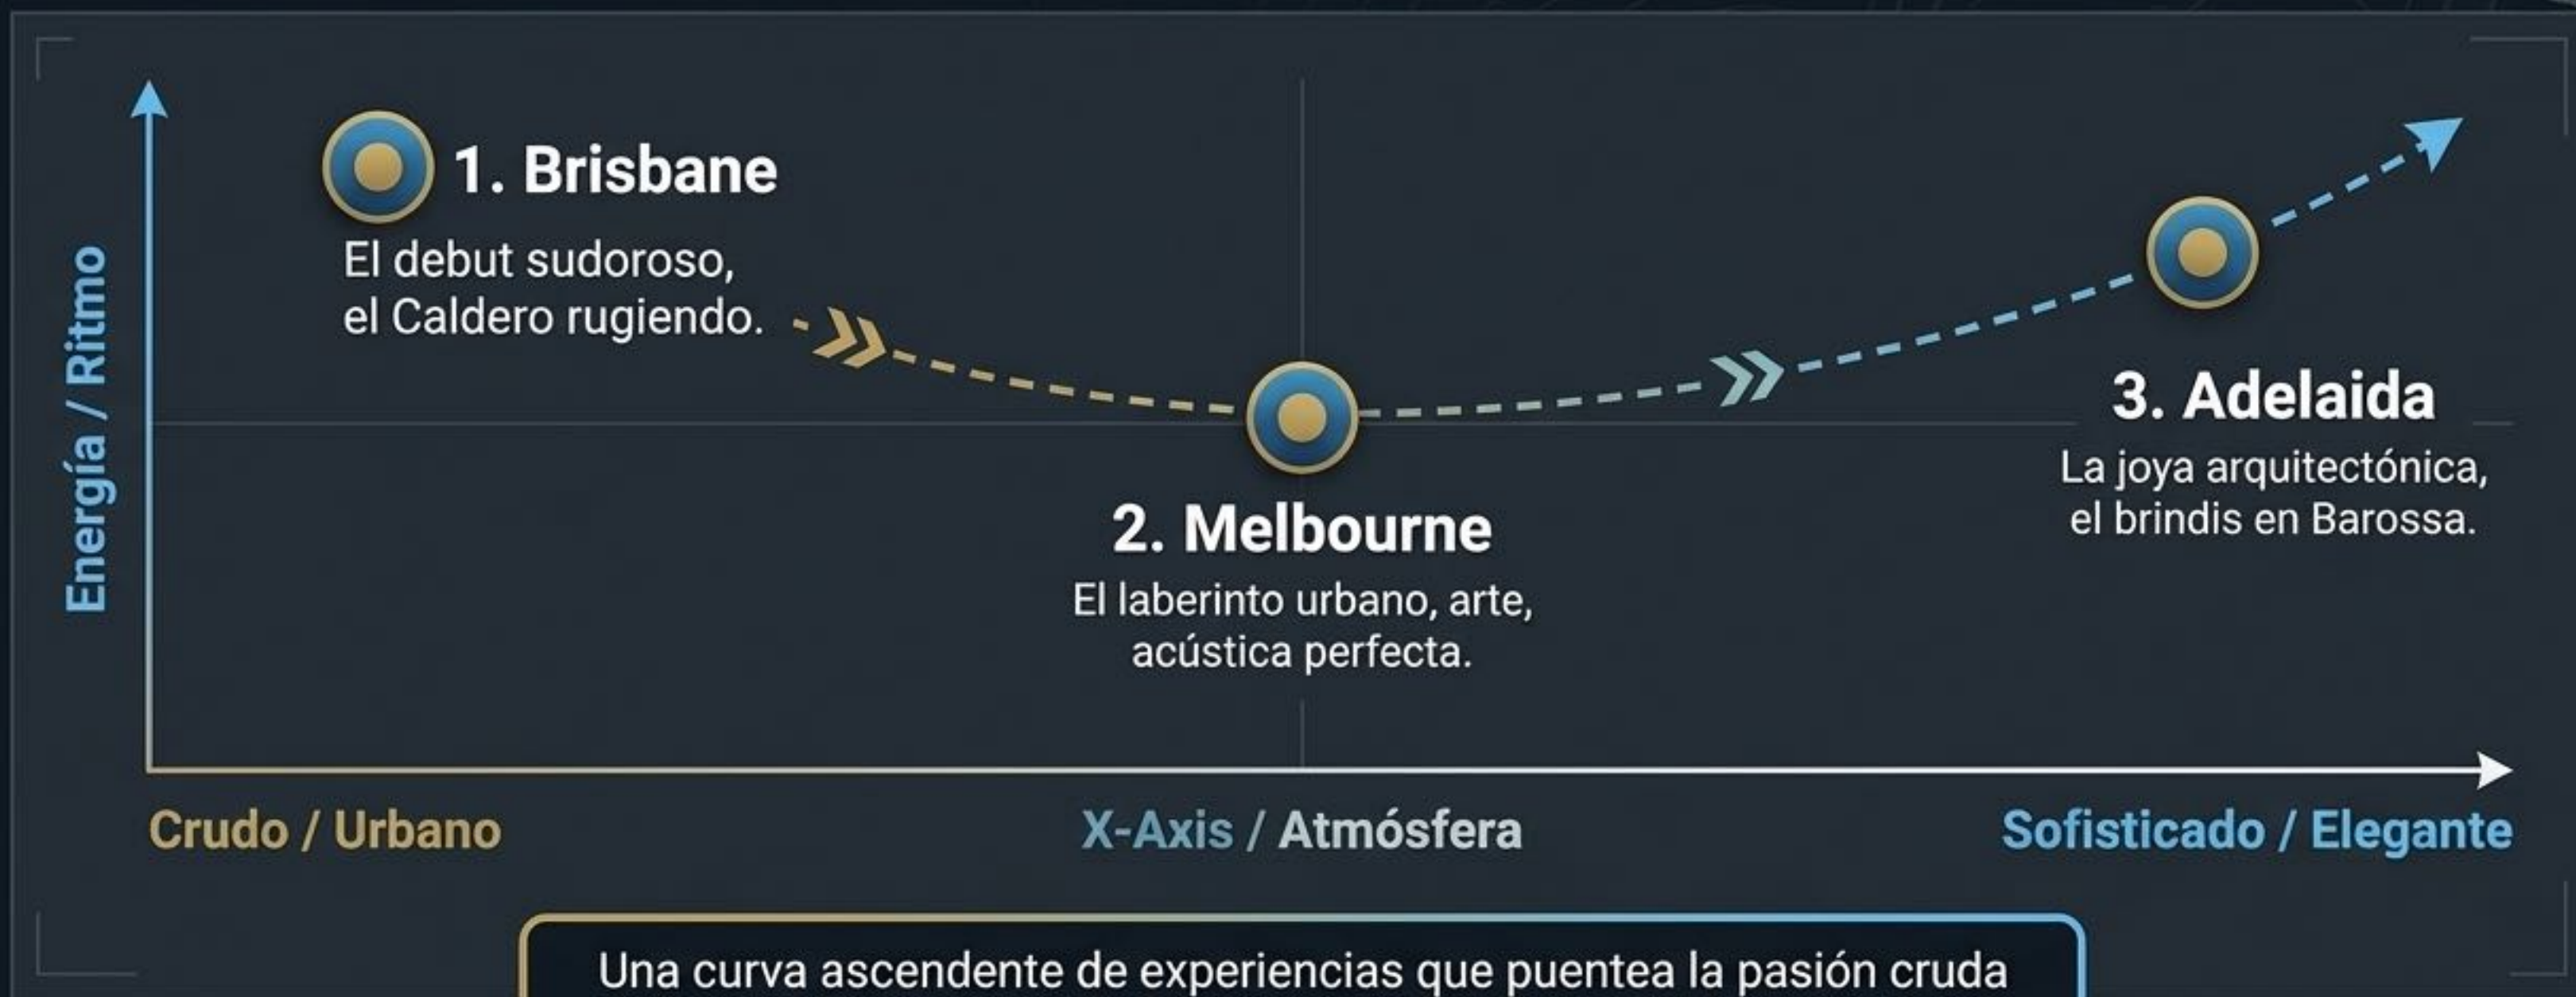 Energía / Ritmo
1. Brisbane
El debut sudoroso,
el Caldero rugiendo.
2. Melbourne
El laberinto urbano, arte,
acústica perfecta.
3. Adelaida
La joya arquitectónica,
el brindis en Barossa.
Crudo / Urbano
X-Axis / Atmósfera
Sofisticado / Elegante
Una curva ascendente de experiencias que puentea la pasión cruda